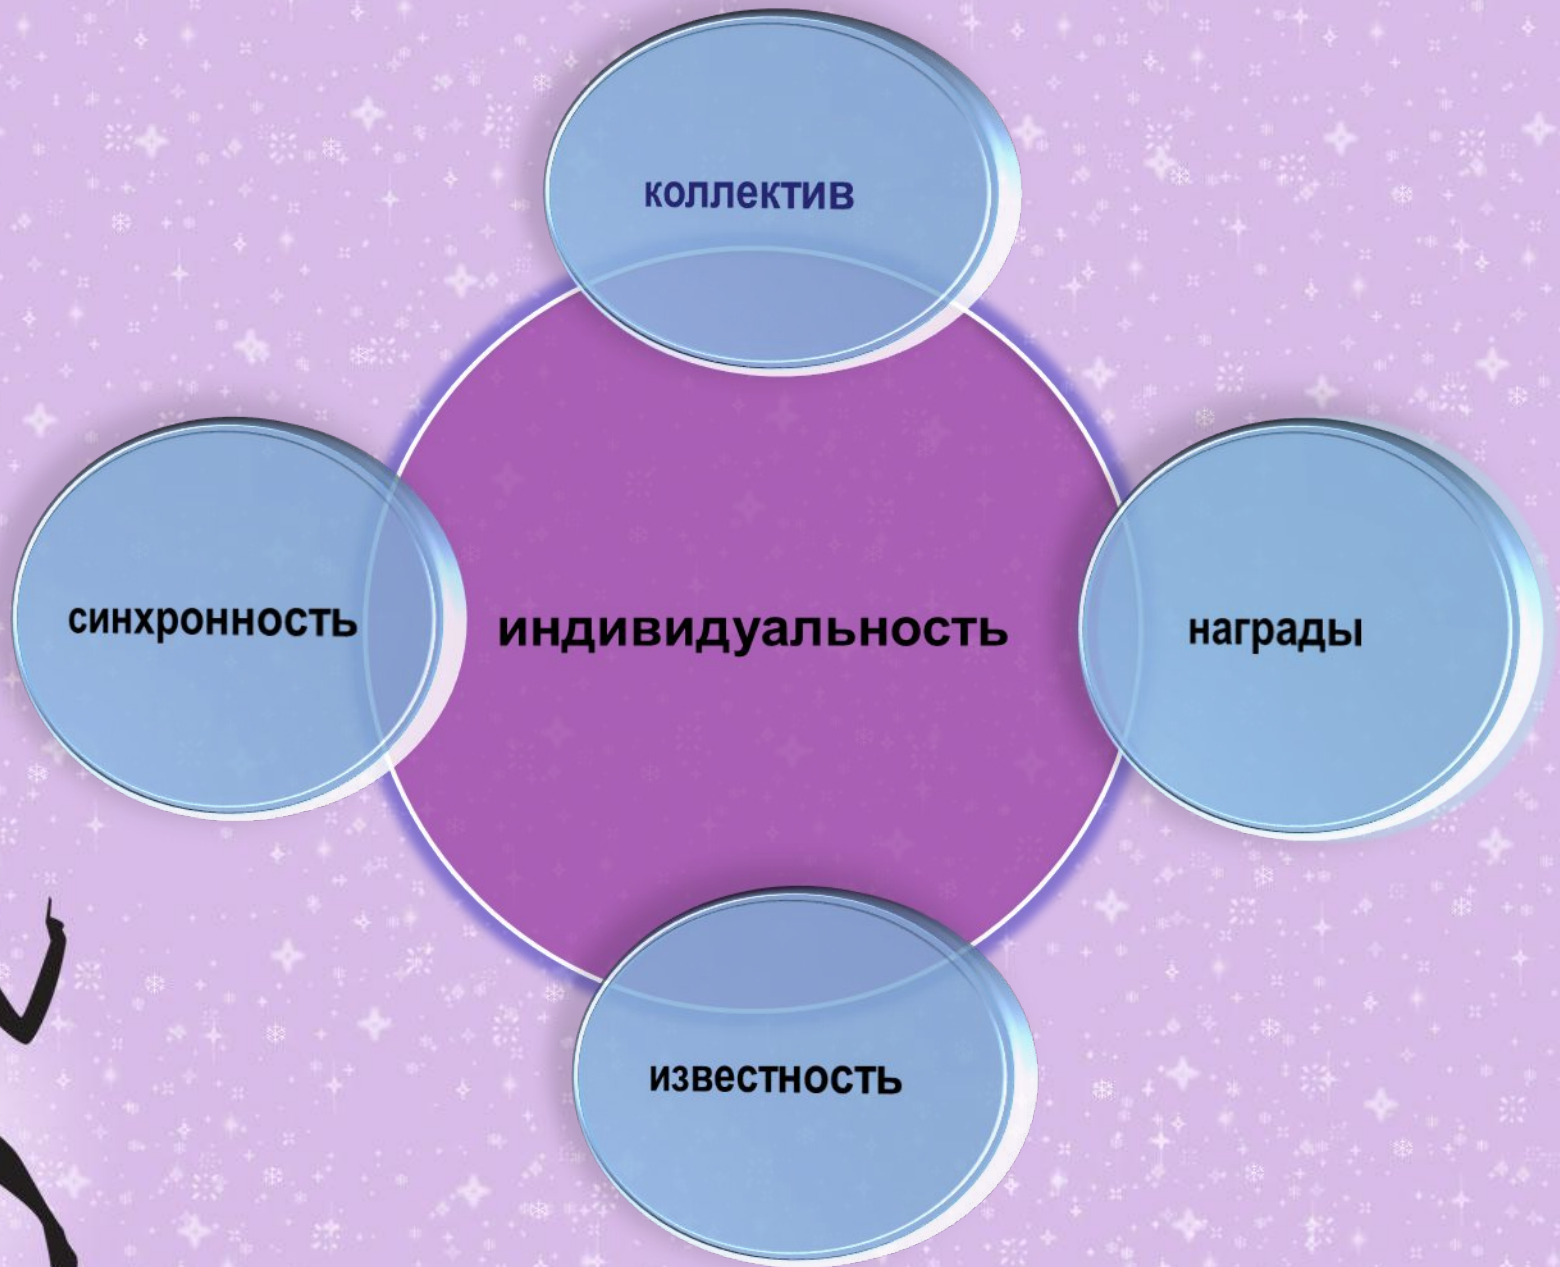 коллектив
синхронность
индивидуальность
награды
известность